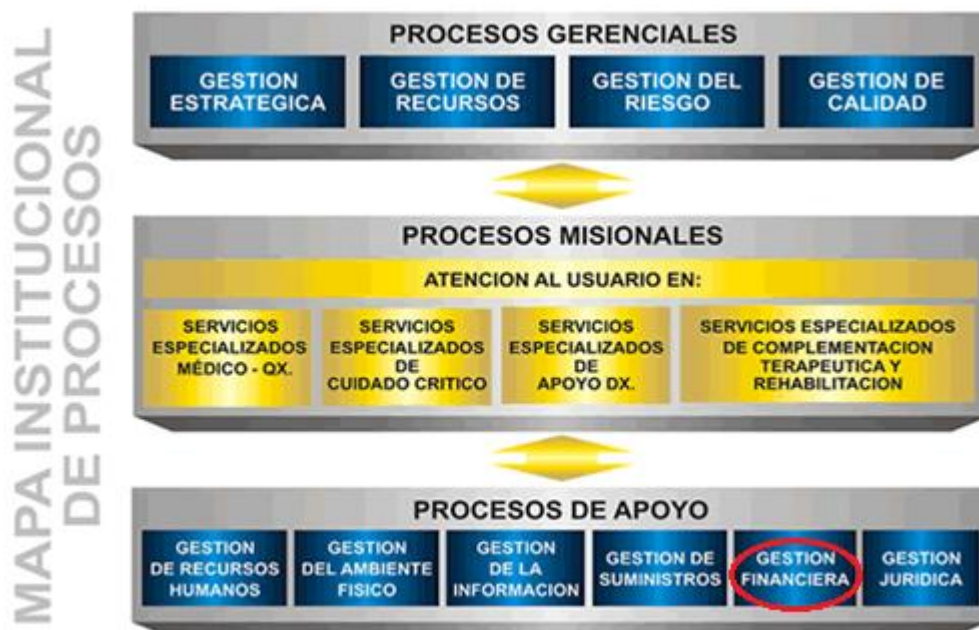 MAPA INSTITUCIONAL
DE PROCESOS
PROCESOS GERENCIALES
GESTION
ESTRATEGICA
GESTION DE
RECURSOS
GESTION DEL
RIESGO
GESTION DE
CALIDAD
PROCESOS MISIONALES
ATENCION AL USUARIO EN:
SERVICIOS
ESPECIALIZADOS
MÉDICO - QX.
SERVICIOS
ESPECIALIZADOS
DE
CUIDADO CRITICO
SERVICIOS
ESPECIALIZADOS
DE
APOYO DX.
SERVICIOS ESPECIALIZADOS
DE COMPLEMENTACION
TERAPEUTICA Y
REHABILITACION
PROCESOS DE APOYO
GESTION
DE RECURSOS
HUMANOS
GESTION
DEL AMBIENTE
FISICO
GESTION
DE LA
INFORMACION
GESTION DE
SUMINISTROS
GESTION
FINANCIERA
GESTION
JURIDICA